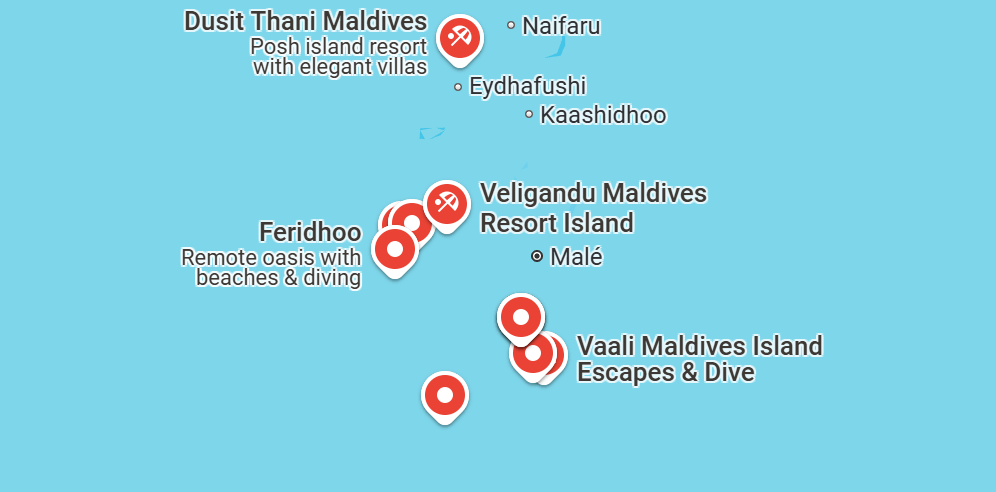 Dusit Thani Maldives
Posh island resort
with elegant villas
Naifaru
Eydhafushi
Kaashidhoo
Veligandu Maldives
Resort Island
Feridhoo
Remote oasis with
beaches & diving
Malé
Vaali Maldives Island
Escapes & Dive